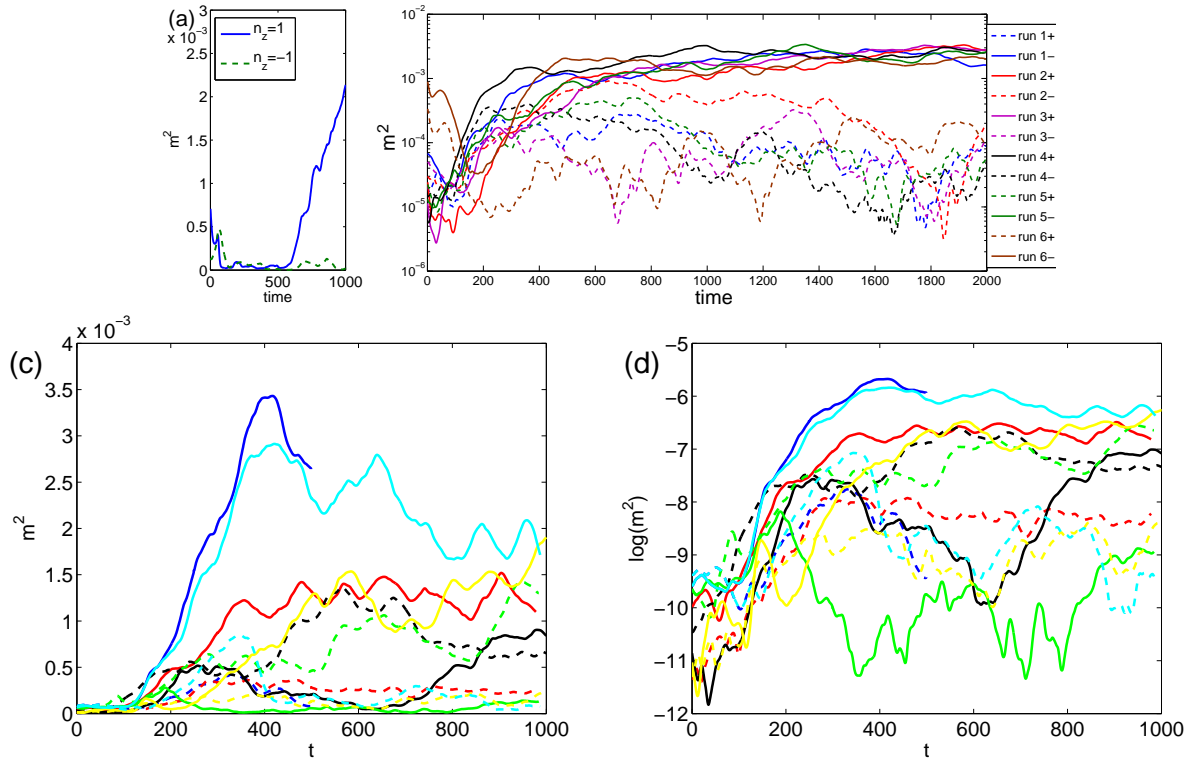 (a)
x 10⁻³
3
2.5
2
1.5
1
0.5
0
m²
0 500 1000
time
n_z=1
n_z=−1
10⁻²
10⁻³
10⁻⁴
10⁻⁵
10⁻⁶
m²
0 200 400 600 800 1000 1200 1400 1600 1800 2000
time
run 1+
run 1−
run 2+
run 2−
run 3+
run 3−
run 4+
run 4−
run 5+
run 5−
run 6+
run 6−
(c)
x 10⁻³
4
3.5
3
2.5
2
1.5
1
0.5
0
m²
0 200 400 600 800 1000
t
(d)
−5
−6
−7
−8
−9
−10
−11
−12
log(m²)
0 200 400 600 800 1000
t